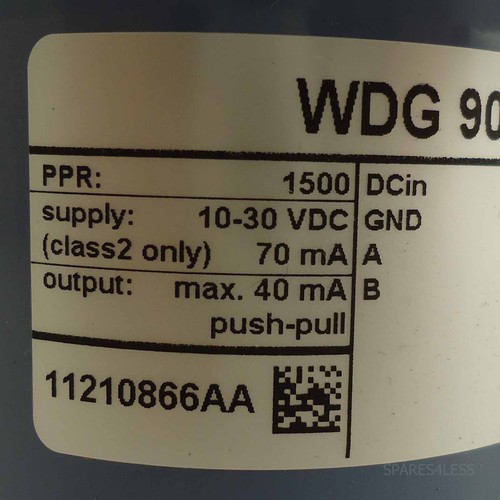 WDG 90
PPR: 1500 DCin
supply: 10-30 VDC GND
(class2 only) 70 mA A
output: max. 40 mA B
push-pull
11210866AA
SPARES4LESS